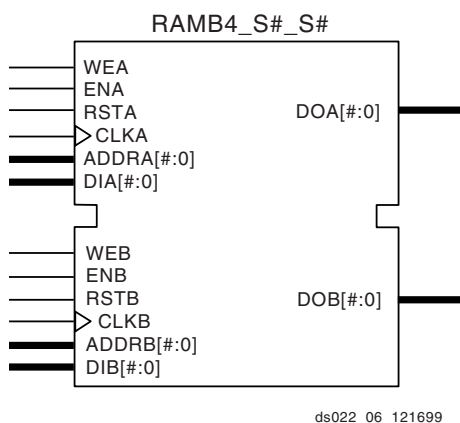 RAMB4_S#_S#
WEA
ENA
RSTA
DOA[#:0]
CLKA
ADDRA[#:0]
DIA[#:0]
WEB
ENB
RSTB
DOB[#:0]
CLKB
ADDRB[#:0]
DIB[#:0]
ds022_06_121699